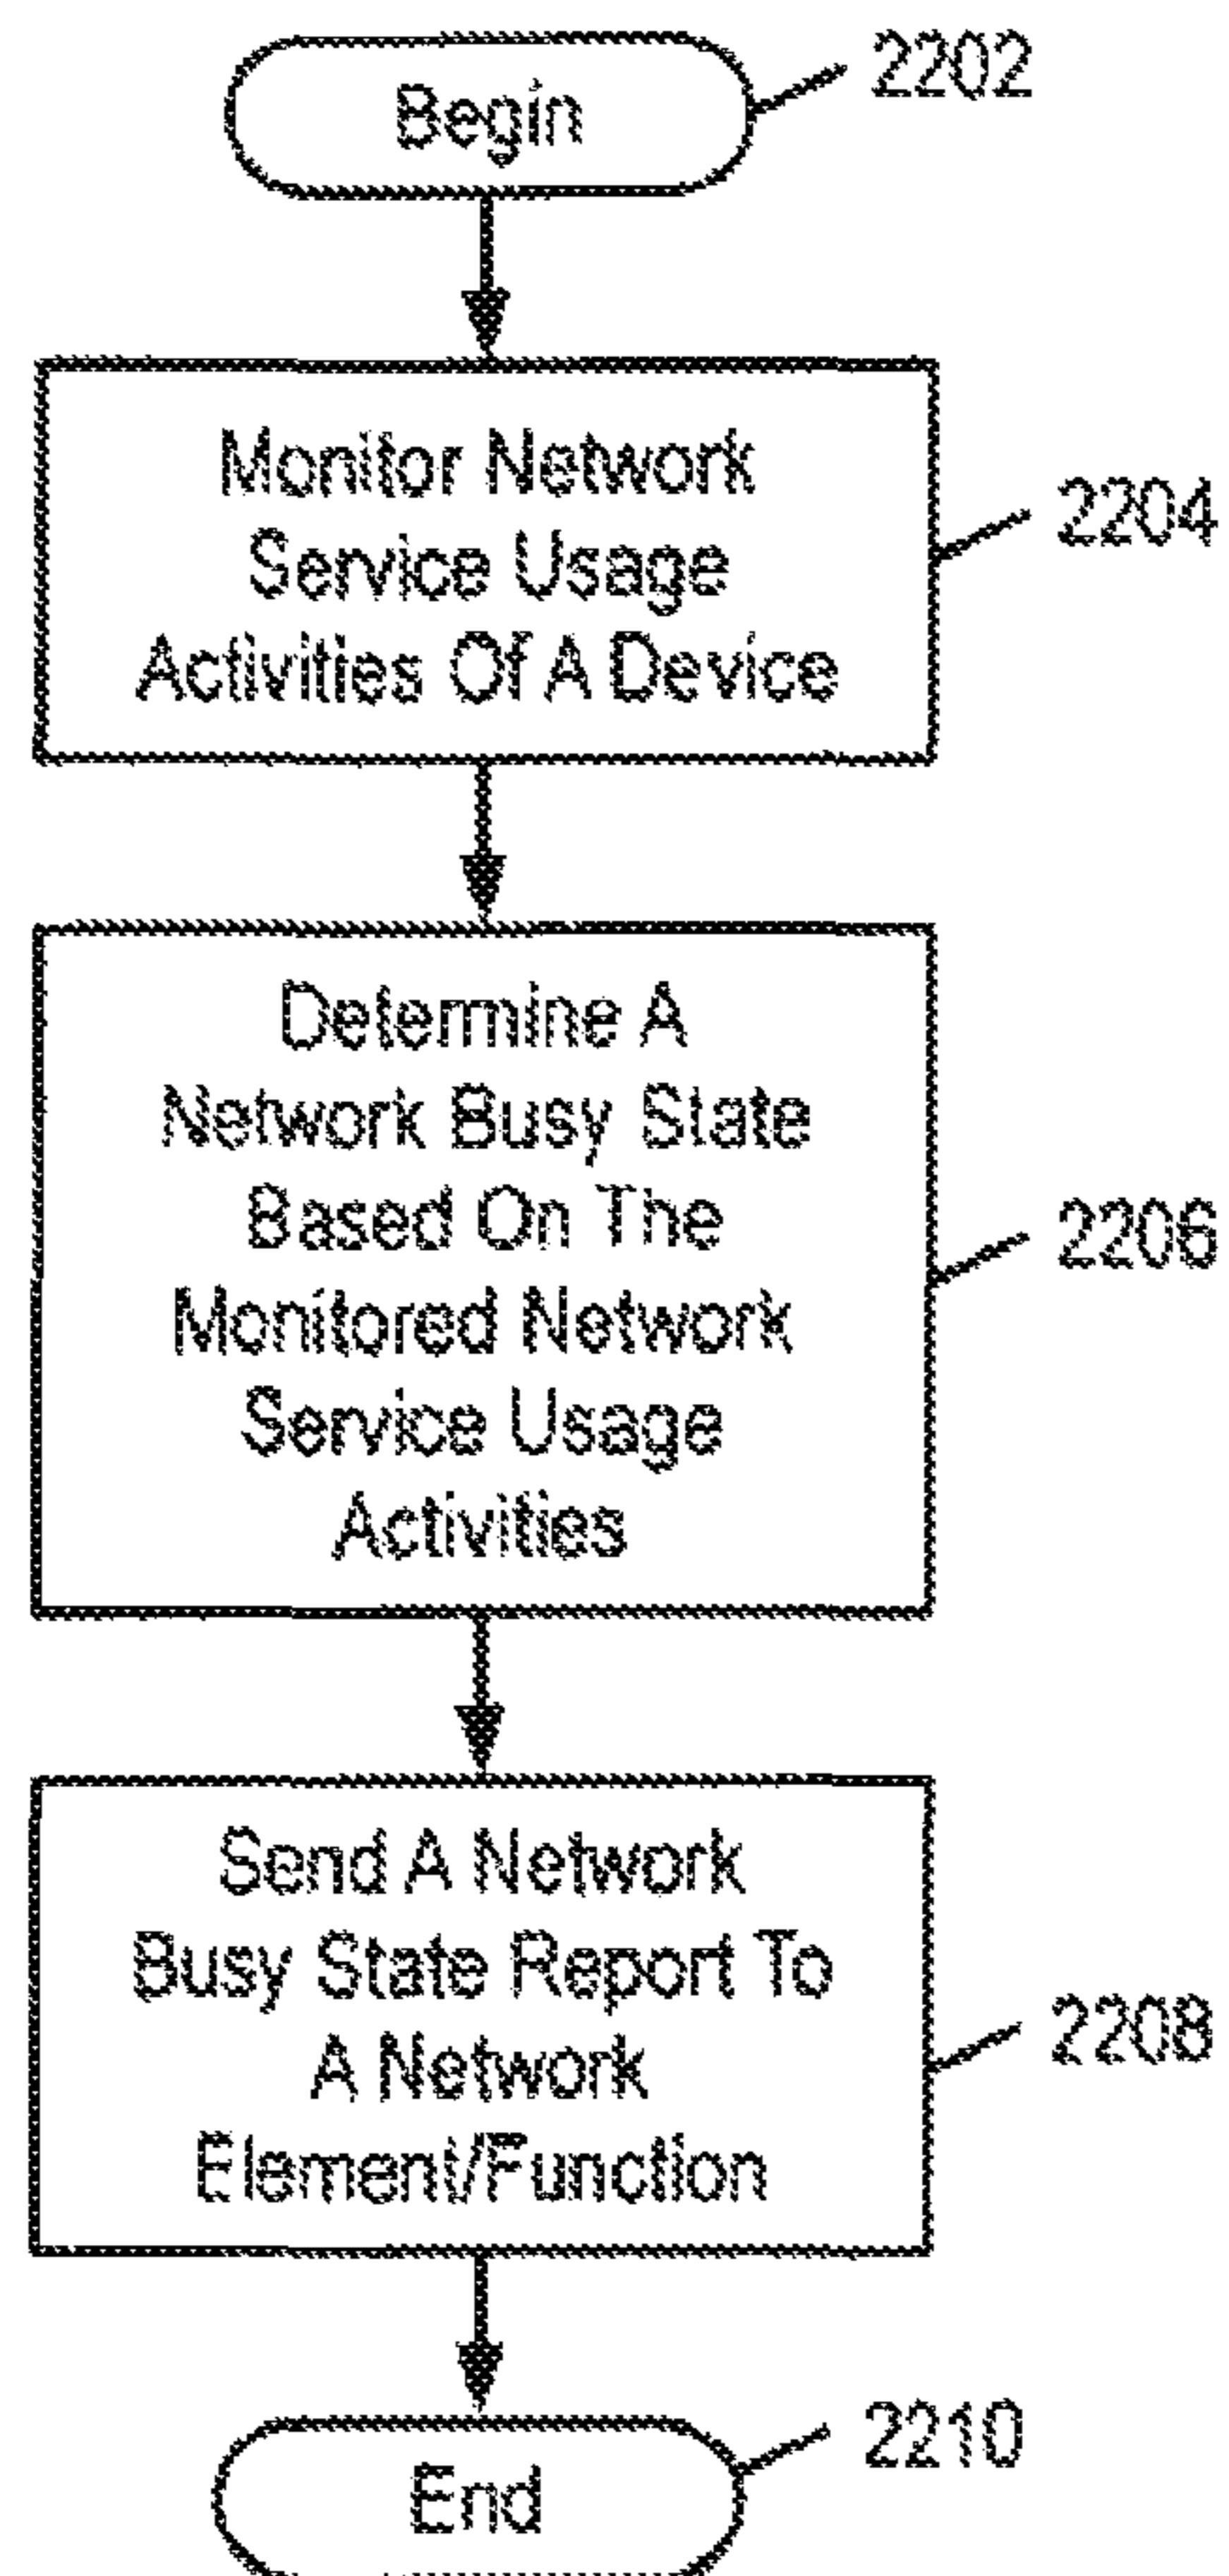 Begin
2202
Monitor Network
Service Usage
Activities Of A Device
2204
Determine A
Network Busy State
Based On The
Monitored Network
Service Usage
Activities
2206
Send A Network
Busy State Report To
A Network
Element/Function
2208
End
2210